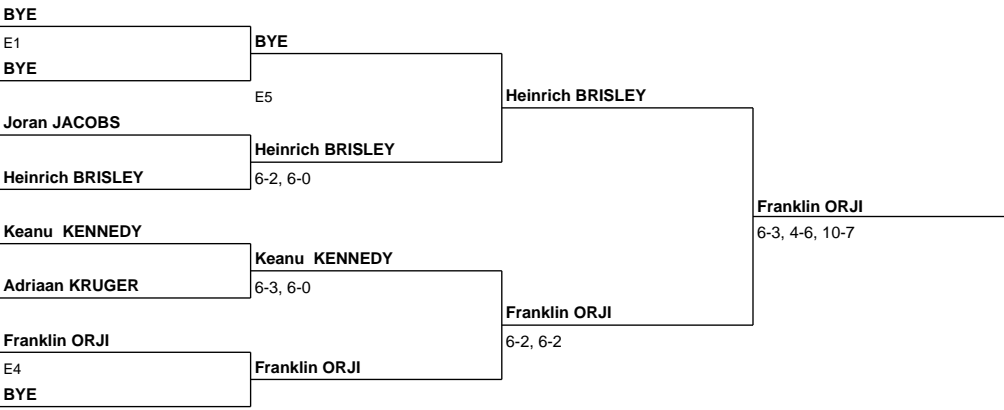 BYE
E1
BYE
BYE
E5
Heinrich BRISLEY
Joran JACOBS
Heinrich BRISLEY
Heinrich BRISLEY
6-2, 6-0
Franklin ORJI
6-3, 4-6, 10-7
Keanu KENNEDY
Keanu KENNEDY
Adriaan KRUGER
6-3, 6-0
Franklin ORJI
6-2, 6-2
Franklin ORJI
E4
Franklin ORJI
BYE